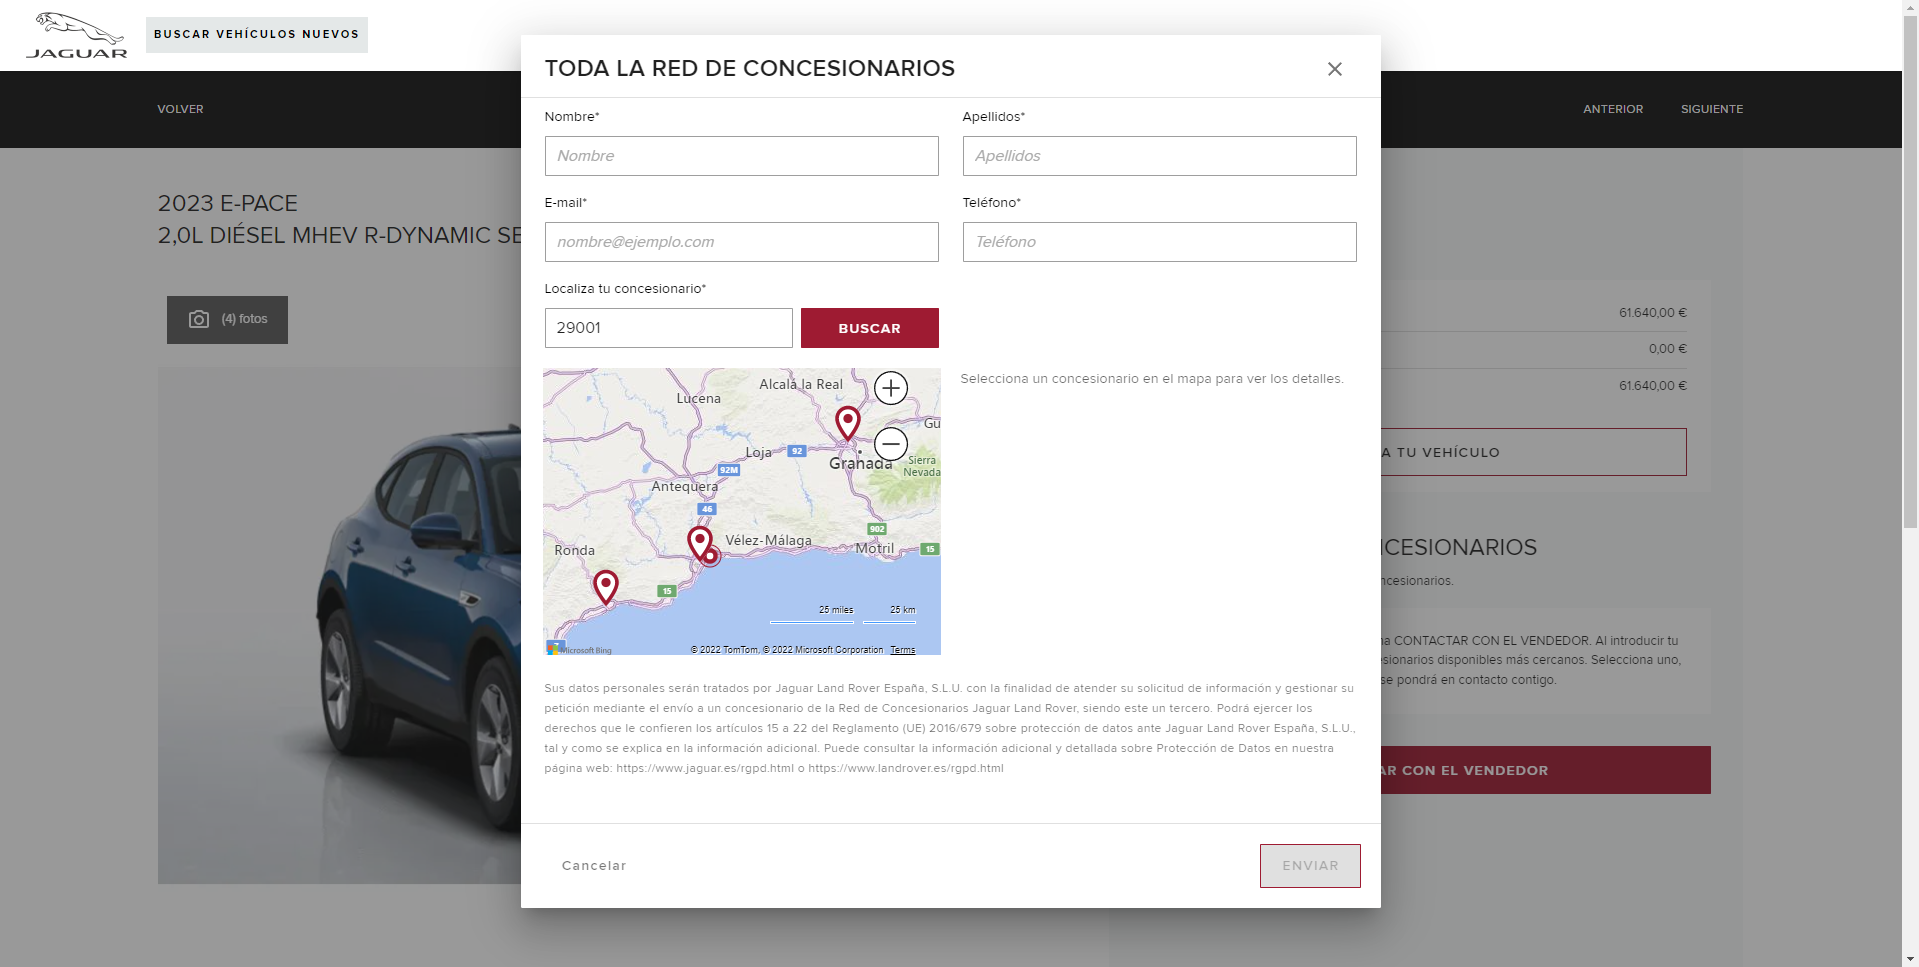 JAGUAR
BUSCAR VEHÍCULOS NUEVOS
VOLVER
ANTERIOR
SIGUIENTE
2023 E-PACE
2,0L DIÉSEL MHEV R-DYNAMIC SE
(4) fotos
TODA LA RED DE CONCESIONARIOS
Nombre*
Apellidos*
Nombre
Apellidos
E-mail*
Teléfono*
nombre@ejemplo.com
Teléfono
Localiza tu concesionario*
29001
BUSCAR
Selecciona un concesionario en el mapa para ver los detalles.
Alcalá la Real
Lucena
Gu
Loja
92
Granada
Sierra
Nevada
92M
Antequera
46
902
Vélez-Málaga
Motril
15
Ronda
15
25 miles
25 km
7
Microsoft Bing
© 2022 TomTom, © 2022 Microsoft Corporation Terms
Sus datos personales serán tratados por Jaguar Land Rover España, S.L.U. con la finalidad de atender su solicitud de información y gestionar su
petición mediante el envío a un concesionario de la Red de Concesionarios Jaguar Land Rover, siendo este un tercero. Podrá ejercer los
derechos que le confieren los artículos 15 a 22 del Reglamento (UE) 2016/679 sobre protección de datos ante Jaguar Land Rover España, S.L.U.,
tal y como se explica en la información adicional. Puede consultar la información adicional y detallada sobre Protección de Datos en nuestra
página web: https://www.jaguar.es/rgpd.html o https://www.landrover.es/rgpd.html
Cancelar
ENVIAR
61.640,00 €
0,00 €
61.640,00 €
A TU VEHÍCULO
ICESIONARIOS
ncesionarios.
na CONTACTAR CON EL VENDEDOR. Al introducir tu
esionarios disponibles más cercanos. Selecciona uno,
se pondrá en contacto contigo.
AR CON EL VENDEDOR